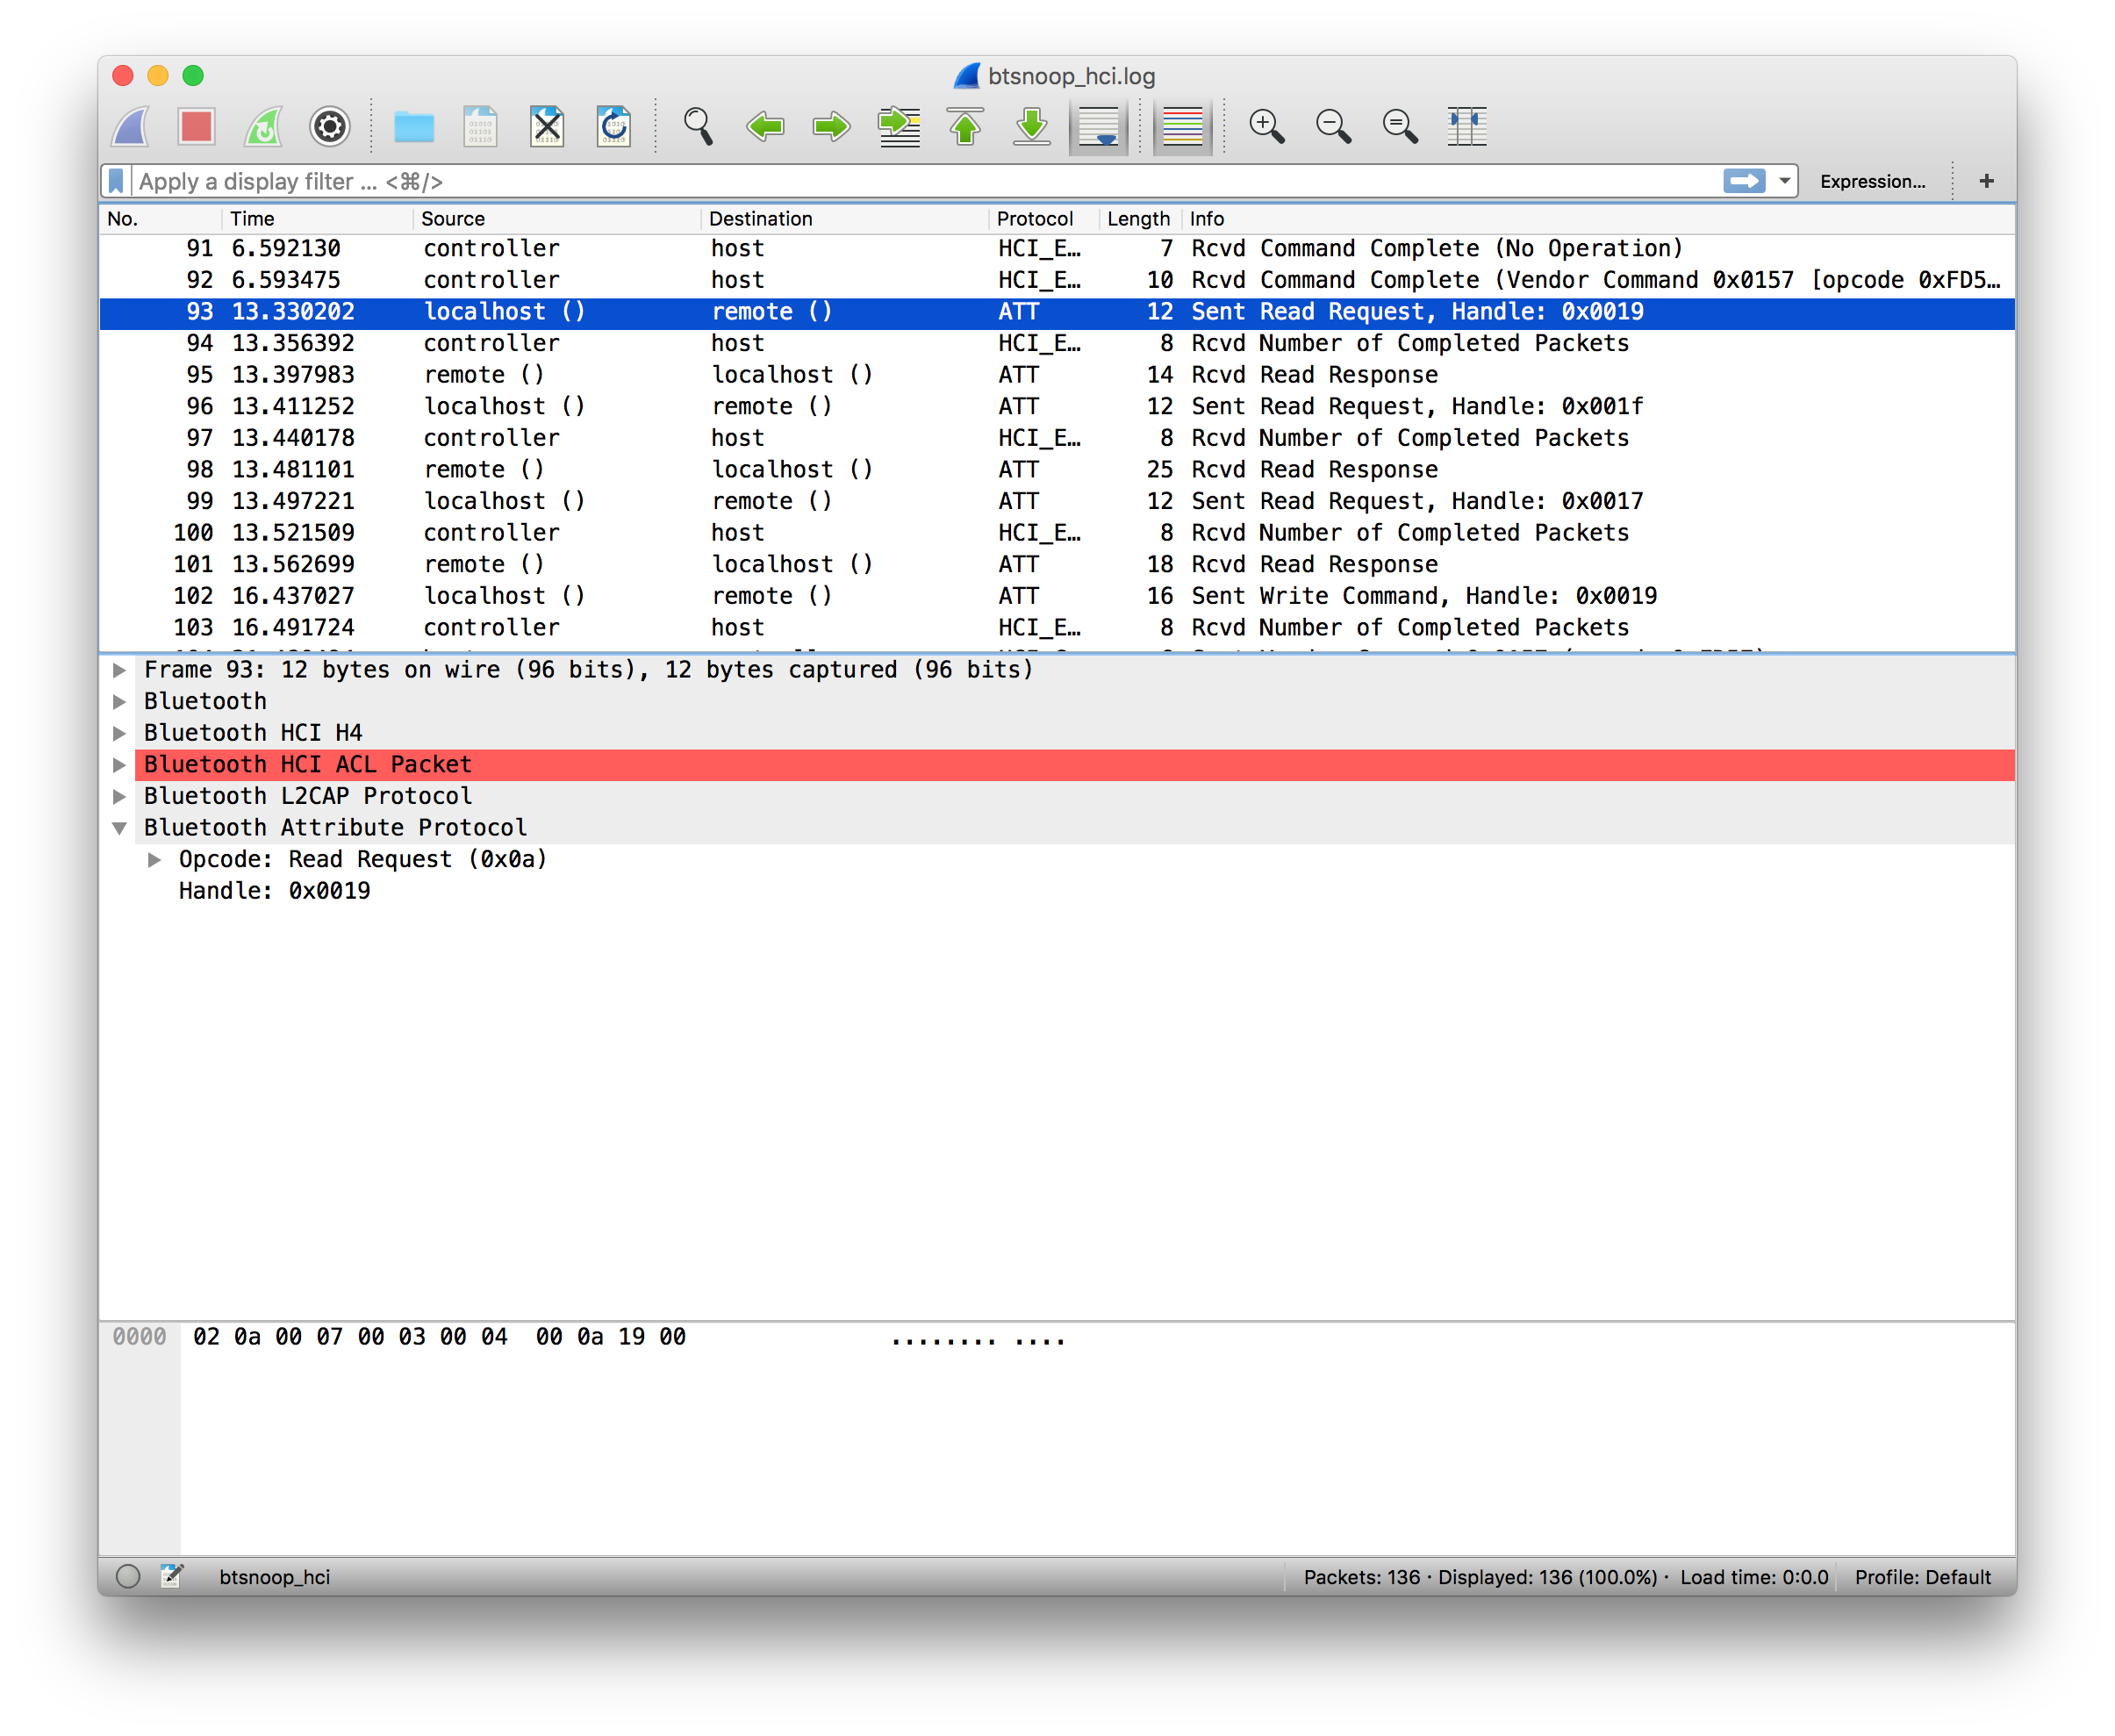 btsnoop_hci.log
Apply a display filter ... <⌘/>
Expression... +
No. Time Source Destination Protocol Length Info
91 6.592130 controller host HCI_E… 7 Rcvd Command Complete (No Operation)
92 6.593475 controller host HCI_E… 10 Rcvd Command Complete (Vendor Command 0x0157 [opcode 0xFD5…
93 13.330202 localhost () remote () ATT 12 Sent Read Request, Handle: 0x0019
94 13.356392 controller host HCI_E… 8 Rcvd Number of Completed Packets
95 13.397983 remote () localhost () ATT 14 Rcvd Read Response
96 13.411252 localhost () remote () ATT 12 Sent Read Request, Handle: 0x001f
97 13.440178 controller host HCI_E… 8 Rcvd Number of Completed Packets
98 13.481101 remote () localhost () ATT 25 Rcvd Read Response
99 13.497221 localhost () remote () ATT 12 Sent Read Request, Handle: 0x0017
100 13.521509 controller host HCI_E… 8 Rcvd Number of Completed Packets
101 13.562699 remote () localhost () ATT 18 Rcvd Read Response
102 16.437027 localhost () remote () ATT 16 Sent Write Command, Handle: 0x0019
103 16.491724 controller host HCI_E… 8 Rcvd Number of Completed Packets
Frame 93: 12 bytes on wire (96 bits), 12 bytes captured (96 bits)
Bluetooth
Bluetooth HCI H4
Bluetooth HCI ACL Packet
Bluetooth L2CAP Protocol
Bluetooth Attribute Protocol
Opcode: Read Request (0x0a)
Handle: 0x0019
0000 02 0a 00 07 00 03 00 04 00 0a 19 00 ........ ....
btsnoop_hci Packets: 136 · Displayed: 136 (100.0%) · Load time: 0:0.0 Profile: Default